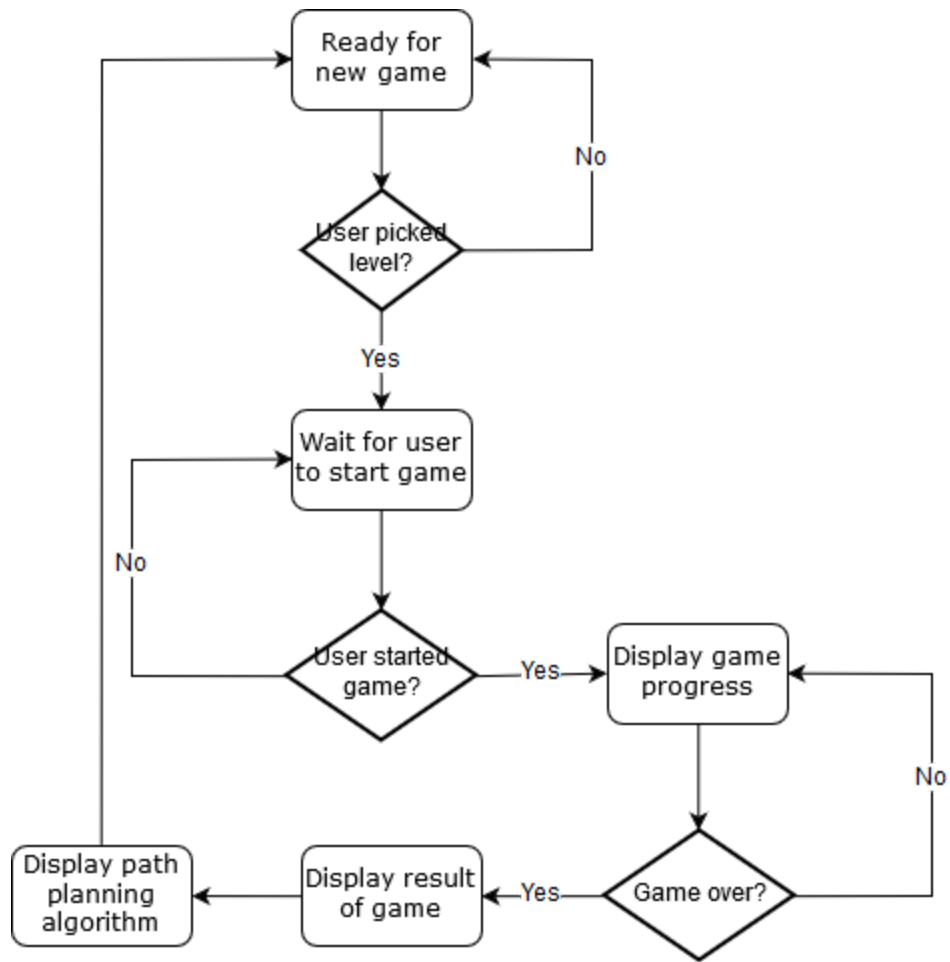 Ready for
new game
No
User picked
level?
Yes
Wait for user
to start game
No
User started
game?
Yes
Display game
progress
No
Game over?
Yes
Display result
of game
Display path
planning
algorithm